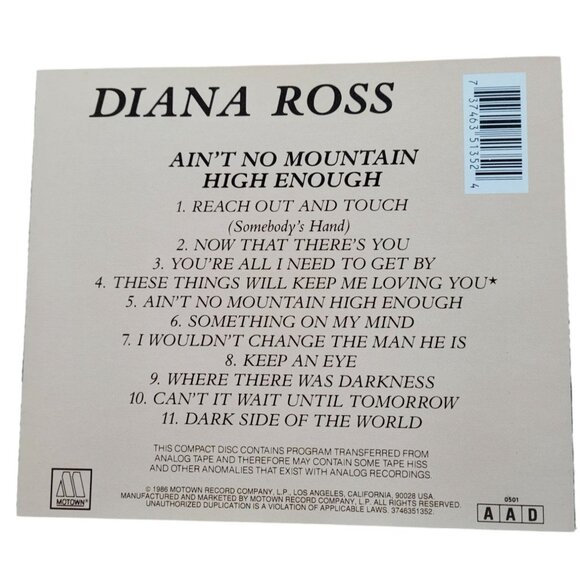 DIANA ROSS
AIN'T NO MOUNTAIN
HIGH ENOUGH
1. REACH OUT AND TOUCH
(Somebody's Hand)
2. NOW THAT THERE'S YOU
3. YOU'RE ALL I NEED TO GET BY
4. THESE THINGS WILL KEEP ME LOVING YOU★
5. AIN'T NO MOUNTAIN HIGH ENOUGH
6. SOMETHING ON MY MIND
7. I WOULDN'T CHANGE THE MAN HE IS
8. KEEP AN EYE
9. WHERE THERE WAS DARKNESS
10. CAN'T IT WAIT UNTIL TOMORROW
11. DARK SIDE OF THE WORLD
THIS COMPACT DISC CONTAINS PROGRAM TRANSFERRED FROM
ANALOG TAPE AND THEREFORE MAY CONTAIN SOME TAPE HISS
AND OTHER ANOMALIES THAT EXIST WITH ANALOG RECORDINGS.
© 1986 MOTOWN RECORD COMPANY, L.P., LOS ANGELES, CALIFORNIA, 90028 USA
MANUFACTURED AND MARKETED BY MOTOWN RECORD COMPANY, L.P. ALL RIGHTS RESERVED.
UNAUTHORIZED DUPLICATION IS A VIOLATION OF APPLICABLE LAWS. 3746351352.
MOTOWN®
0501
A A D
7 37463 51352 4